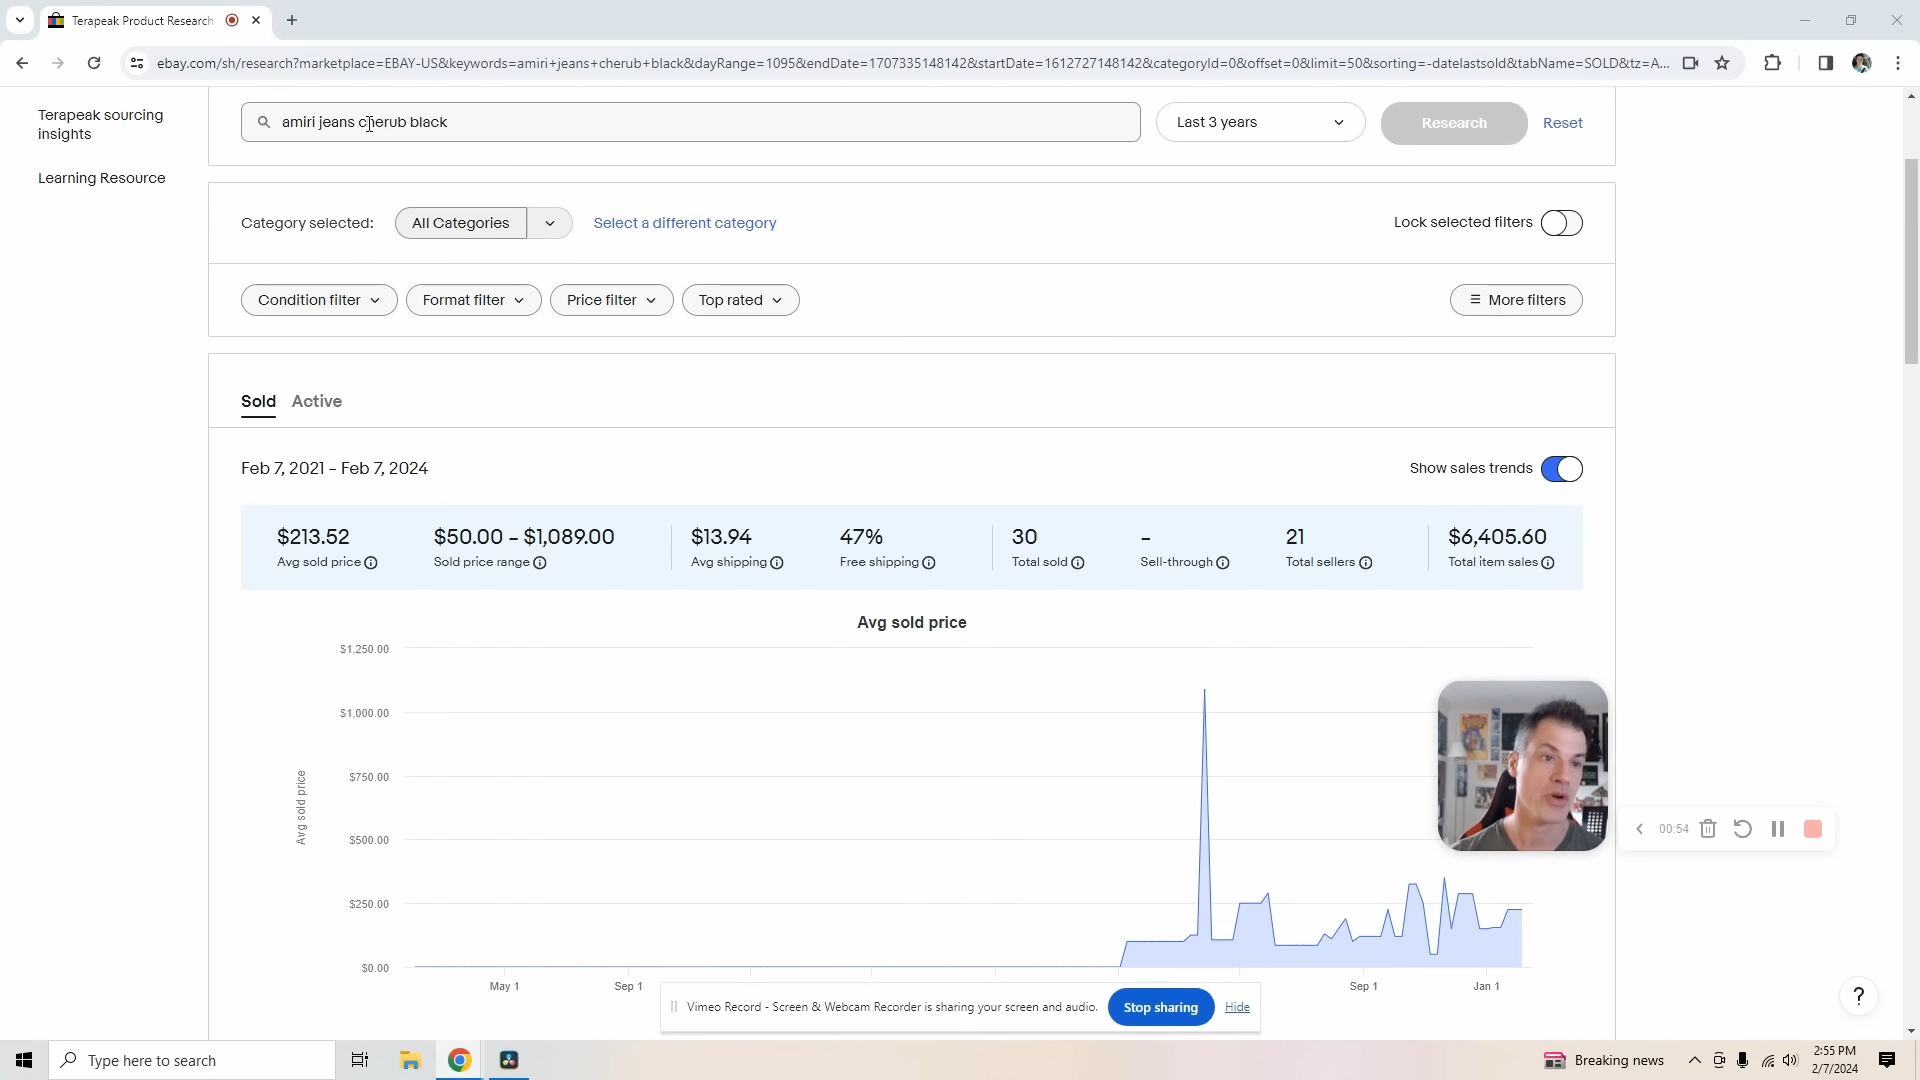 Terapeak Product Research
ebay.com/sh/research?marketplace=EBAY-US&keywords=amiri+jeans+cherub+black&dayRange=1095&endDate=1707335148142&startDate=1612727148142&categoryId=0&offset=0&limit=50&sorting=-datelastsold&tabName=SOLD&tz=A...
Terapeak sourcing
insights
Learning Resource
amiri jeans cherub black
Last 3 years
Research
Reset
Category selected:
All Categories
Select a different category
Lock selected filters
Condition filter
Format filter
Price filter
Top rated
More filters
Sold
Active
Feb 7, 2021 – Feb 7, 2024
Show sales trends
$213.52
Avg sold price
$50.00 – $1,089.00
Sold price range
$13.94
Avg shipping
47%
Free shipping
30
Total sold
–
Sell-through
21
Total sellers
$6,405.60
Total item sales
Avg sold price
$1,250.00
$1,000.00
$750.00
$500.00
$250.00
$0.00
Avg sold price
May 1
Sep 1
Sep 1
Jan 1
00:54
Vimeo Record - Screen & Webcam Recorder is sharing your screen and audio.
Stop sharing
Hide
?
Type here to search
Breaking news
2:55 PM
2/7/2024